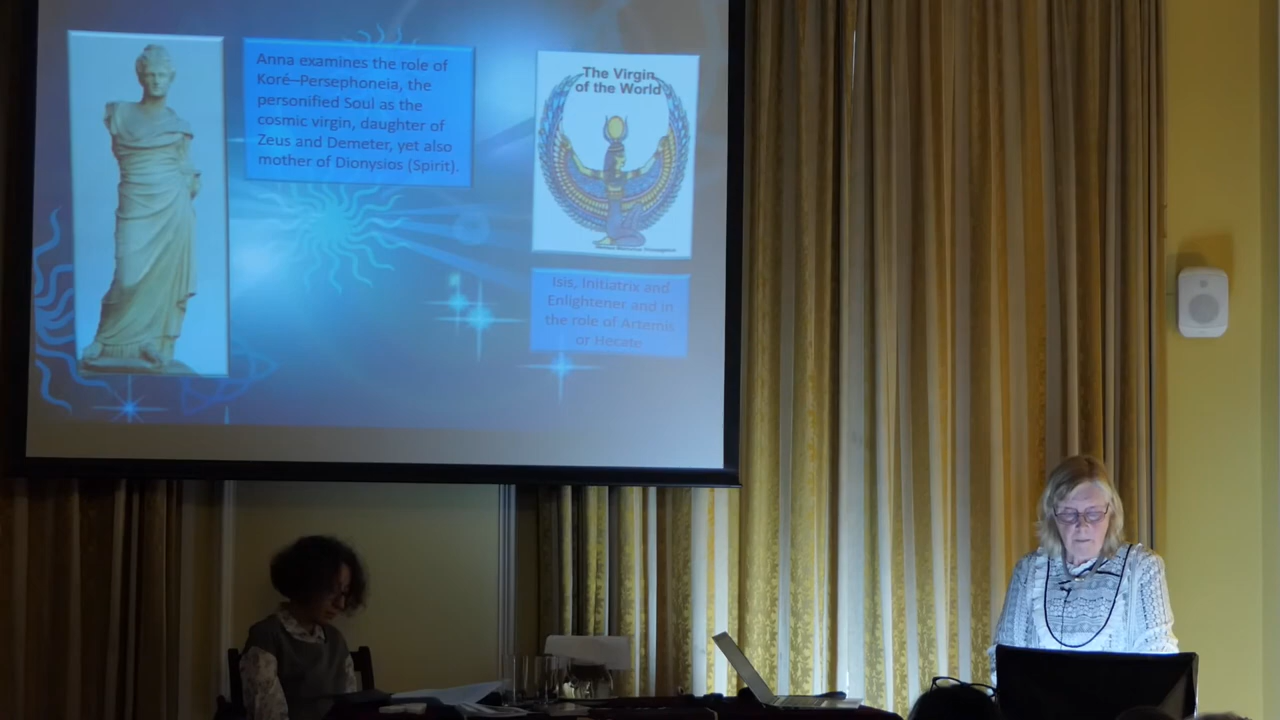 Anna examines the role of
Koré–Persephoneia, the
personified Soul as the
cosmic virgin, daughter of
Zeus and Demeter, yet also
mother of Dionysios (Spirit).
The Virgin
of the World
Isis, Initiatrix and
Enlightener and in
the role of Artemis
or Hecate